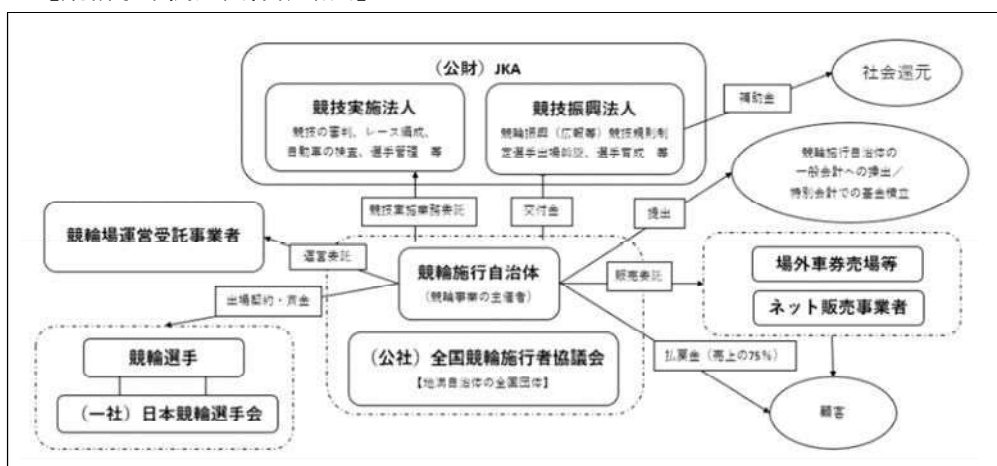 （公財）JKA
競技実施法人
競技の審判、レース編成、
自動車の検査、選手管理　等
競技振興法人
競輪振興（広報等）競技規則制
定選手出場斡旋、選手育成　等
補助金
社会還元
競技実施業務委託
交付金
拠出
競輪施行自治体の
一般会計への拠出／
特別会計での基金積立
競輪場運営受託事業者
運営委託
競輪施行自治体
（競輪事業の主催者）
販売委託
場外車券売場等
ネット販売事業者
出場契約・賞金
競輪選手
（一社）日本競輪選手会
（公社）全国競輪施行者協議会
【地方自治体の全国団体】
払戻金（売上の75％）
顧客